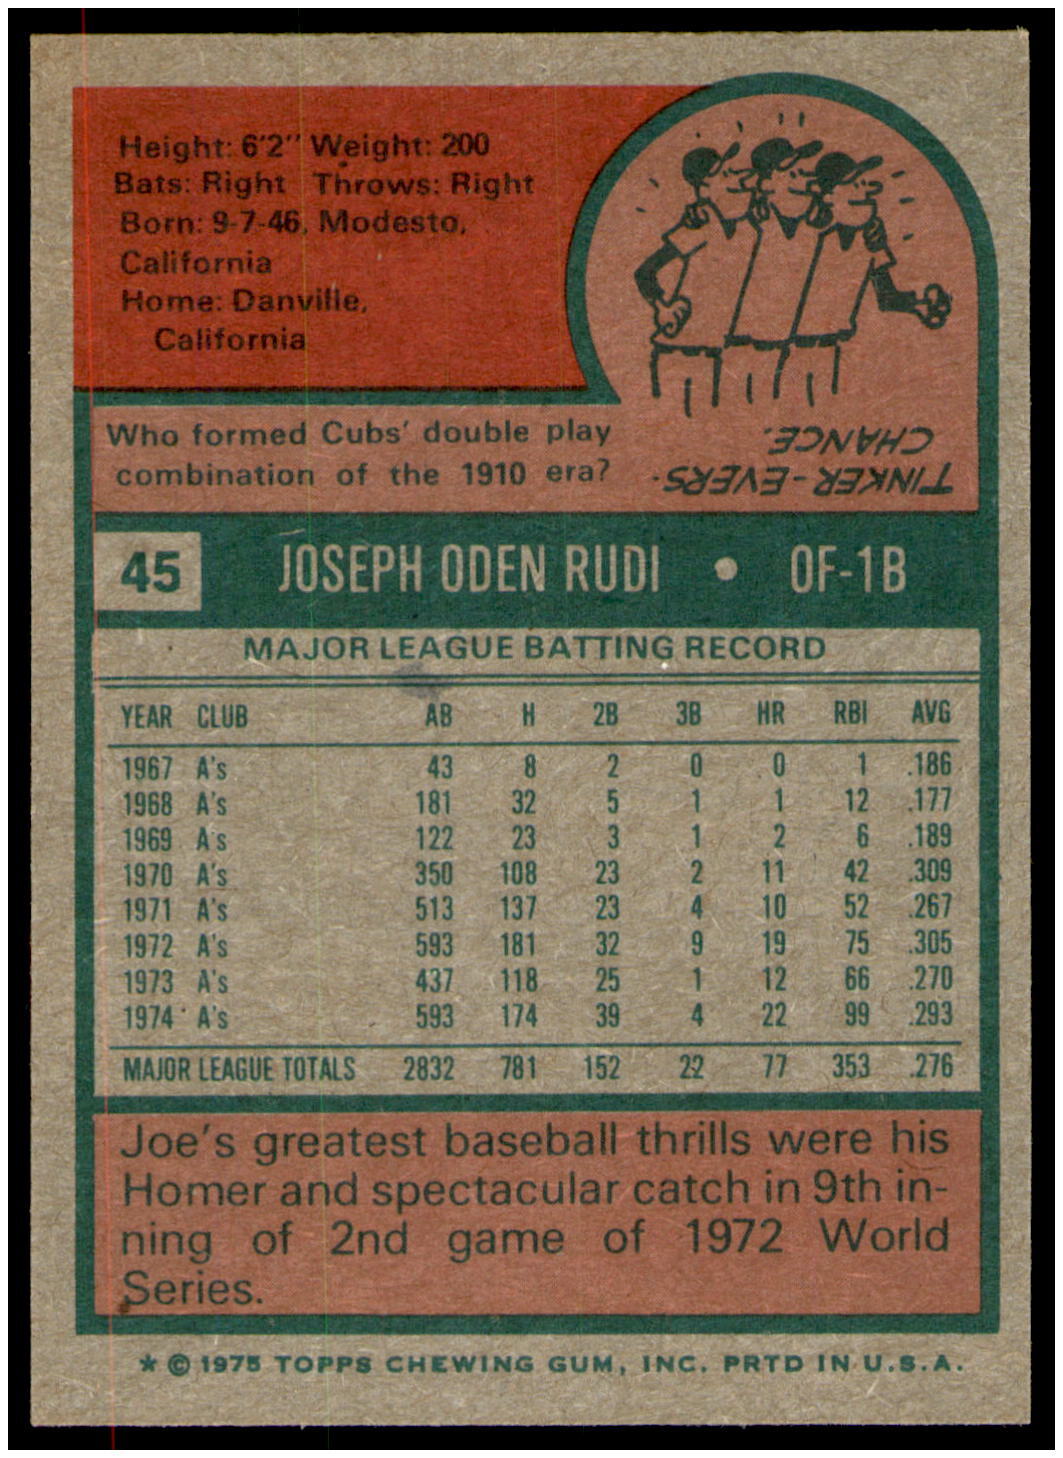 Height: 6'2" Weight: 200
Bats: Right Throws: Right
Born: 9-7-46, Modesto,
California
Home: Danville,
California
Who formed Cubs' double play
combination of the 1910 era?
TINKER-EVERS-
CHANCE.
45 JOSEPH ODEN RUDI • OF-1B
MAJOR LEAGUE BATTING RECORD
YEAR CLUB AB H 2B 3B HR RBI AVG
1967 A's 43 8 2 0 0 1 .186
1968 A's 181 32 5 1 1 12 .177
1969 A's 122 23 3 1 2 6 .189
1970 A's 350 108 23 2 11 42 .309
1971 A's 513 137 23 4 10 52 .267
1972 A's 593 181 32 9 19 75 .305
1973 A's 437 118 25 1 12 66 .270
1974 A's 593 174 39 4 22 99 .293
MAJOR LEAGUE TOTALS 2832 781 152 22 77 353 .276
Joe's greatest baseball thrills were his
Homer and spectacular catch in 9th in-
ning of 2nd game of 1972 World
Series.
* © 1975 TOPPS CHEWING GUM, INC. PRTD IN U.S.A.